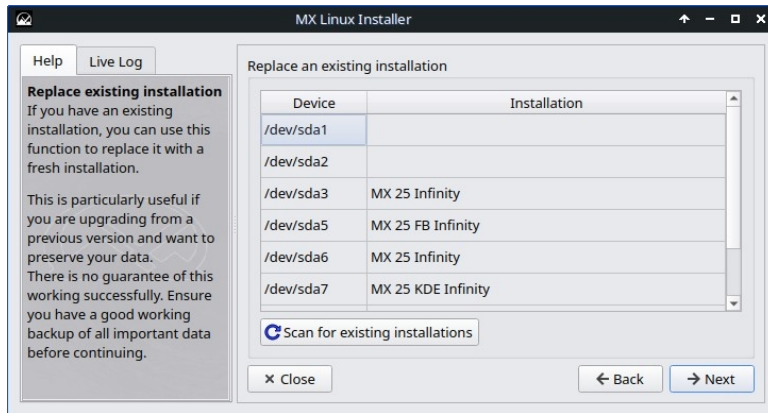 MX Linux Installer
Help
Live Log
Replace existing installation
If you have an existing
installation, you can use this
function to replace it with a
fresh installation.
This is particularly useful if
you are upgrading from a
previous version and want to
preserve your data.
There is no guarantee of this
working successfully. Ensure
you have a good working
backup of all important data
before continuing.
Replace an existing installation
Device Installation
/dev/sda1
/dev/sda2
/dev/sda3 MX 25 Infinity
/dev/sda5 MX 25 FB Infinity
/dev/sda6 MX 25 Infinity
/dev/sda7 MX 25 KDE Infinity
Scan for existing installations
Close
Back
Next